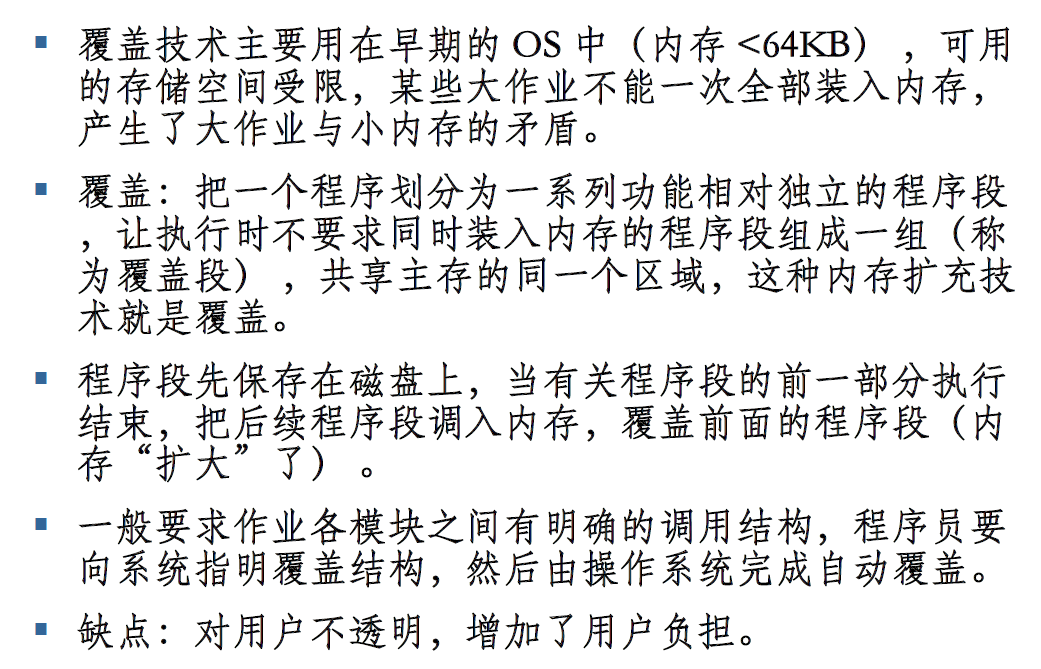 ▪ 覆盖技术主要用在早期的 OS 中（内存 <64KB），可用
的存储空间受限，某些大作业不能一次全部装入内存，
产生了大作业与小内存的矛盾。
▪ 覆盖：把一个程序划分为一系列功能相对独立的程序段
，让执行时不要求同时装入内存的程序段组成一组（称
为覆盖段），共享主存的同一个区域，这种内存扩充技
术就是覆盖。
▪ 程序段先保存在磁盘上，当有关程序段的前一部分执行
结束，把后续程序段调入内存，覆盖前面的程序段（内
存“扩大”了）。
▪ 一般要求作业各模块之间有明确的调用结构，程序员要
向系统指明覆盖结构，然后由操作系统完成自动覆盖。
▪ 缺点：对用户不透明，增加了用户负担。